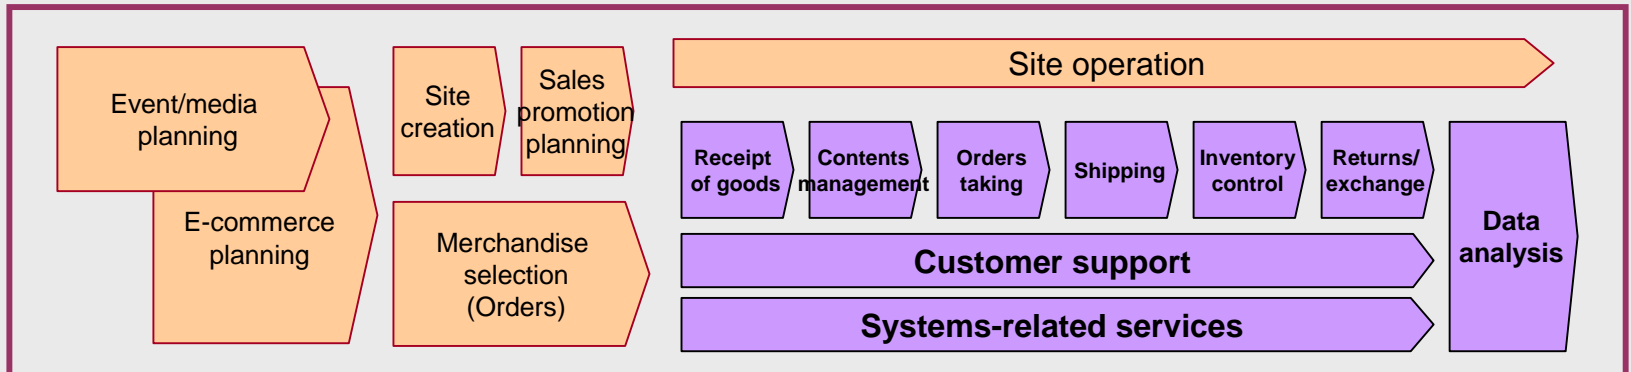 Event/media
planning
E-commerce
planning
Site
creation
Sales
promotion
planning
Merchandise
selection
(Orders)
Site operation
Receipt
of goods
Contents
management
Orders
taking
Shipping
Inventory
control
Returns/
exchange
Customer support
Systems-related services
Data
analysis